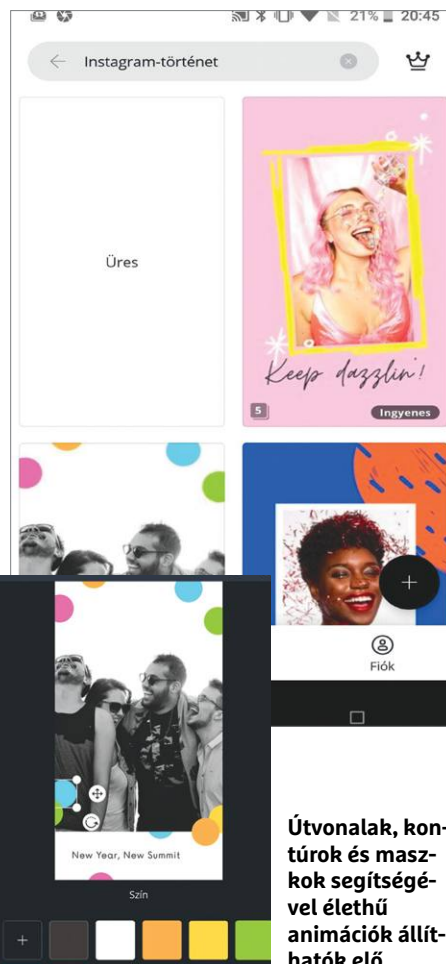 21% 20:45
Instagram-történet
Üres
Keep dazzlin'!
5
Ingyenes
Fiók
New Year, New Summit
Szín
Útvonalak, kon-
túrok és masz-
kok segítségé-
vel élethű
animációk állít-
hatók elő